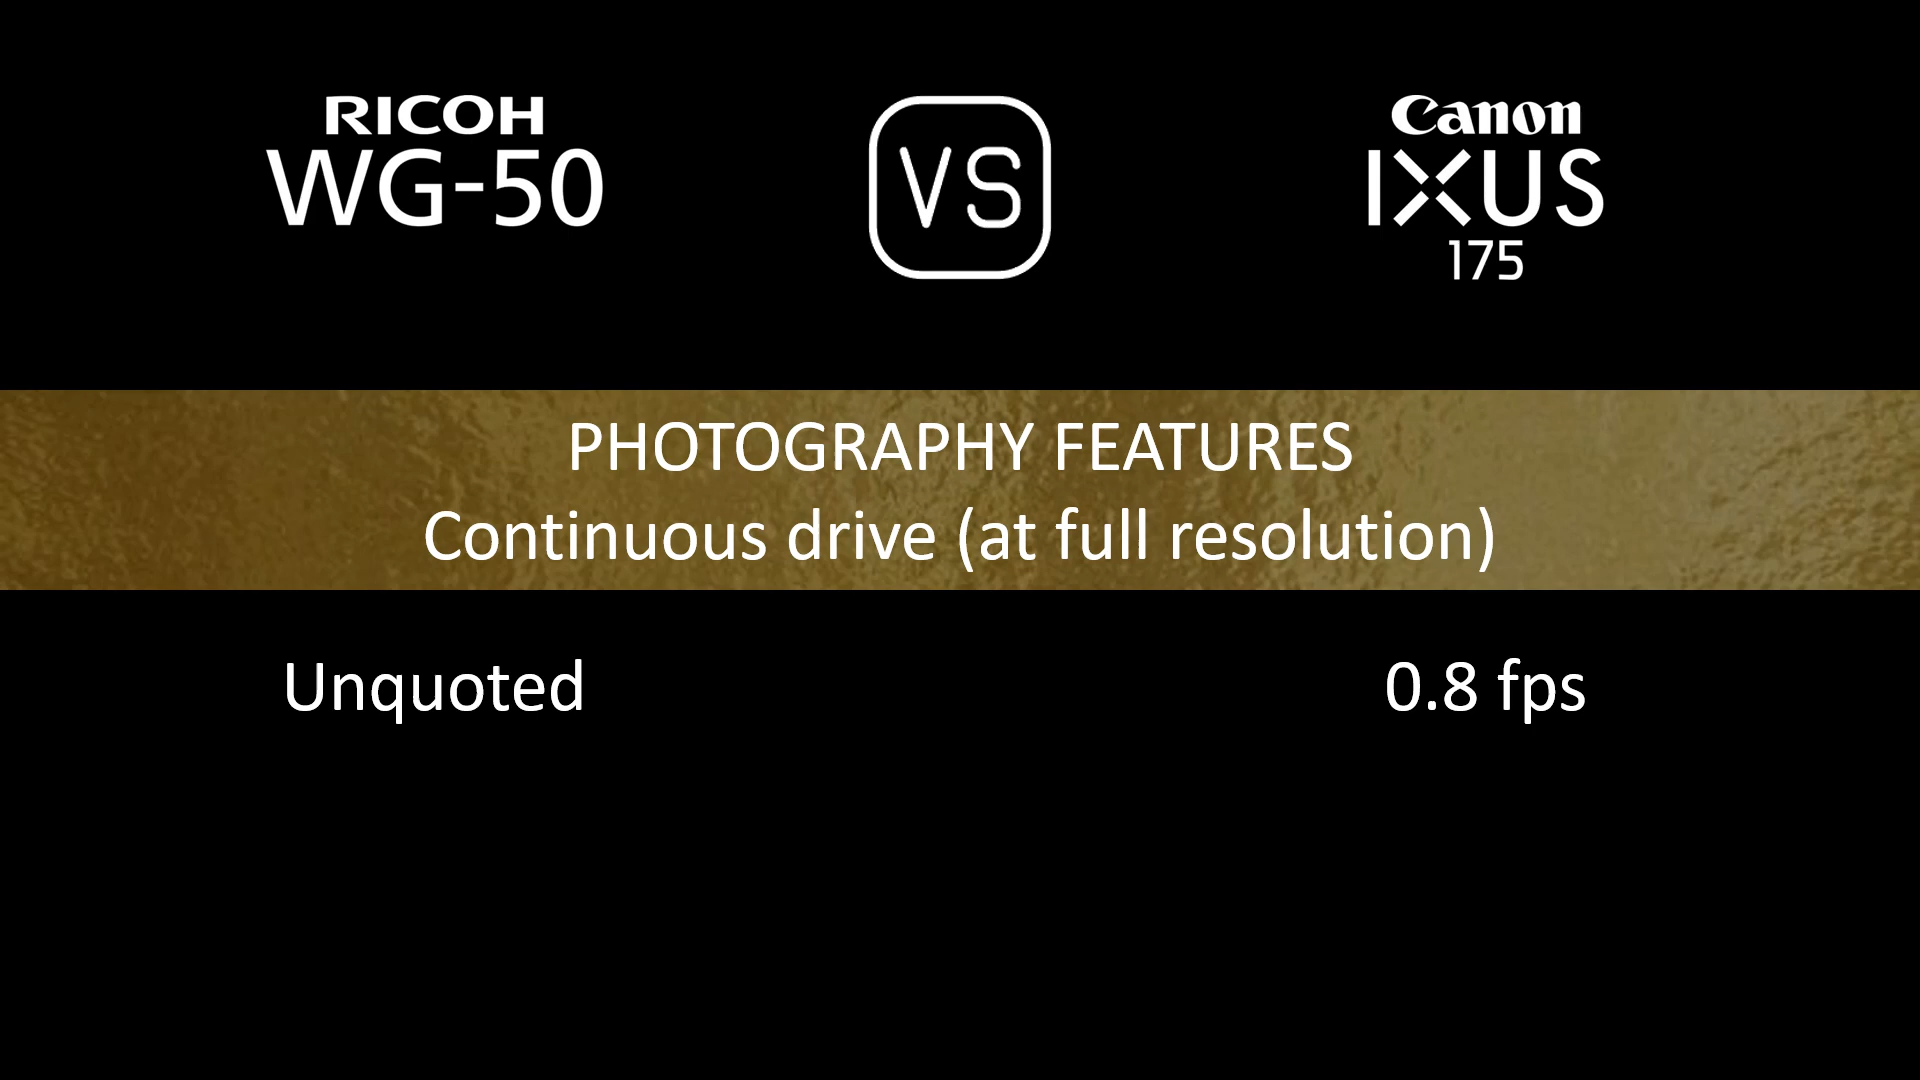 RICOH
WG-50
VS
Canon
IXUS
175
PHOTOGRAPHY FEATURES
Continuous drive (at full resolution)
Unquoted
0.8 fps